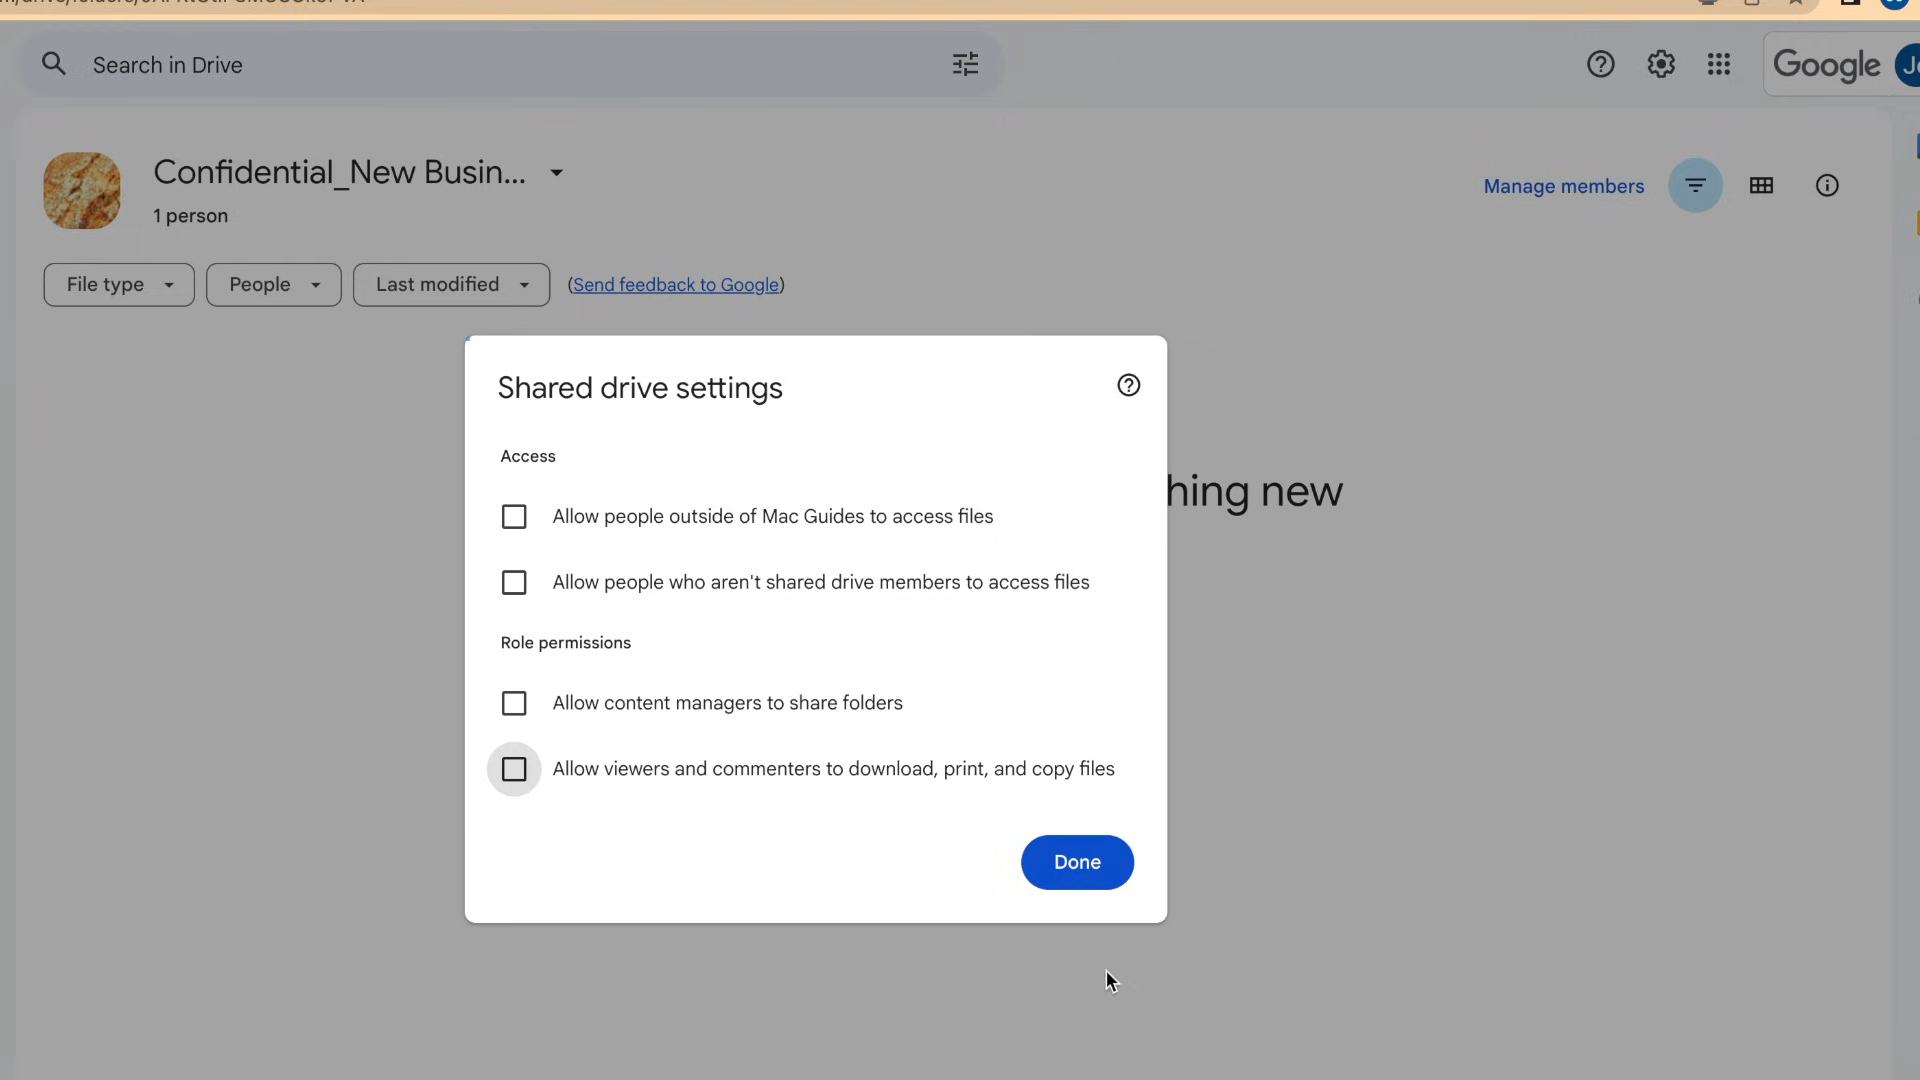 Search in Drive
Google
Confidential_New Busin...
1 person
Manage members
File type
People
Last modified
(Send feedback to Google)
Shared drive settings
Access
Allow people outside of Mac Guides to access files
hing new
Allow people who aren't shared drive members to access files
Role permissions
Allow content managers to share folders
Allow viewers and commenters to download, print, and copy files
Done